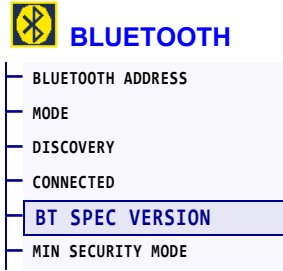 BLUETOOTH
BLUETOOTH ADDRESS
MODE
DISCOVERY
CONNECTED
BT SPEC VERSION
MIN SECURITY MODE